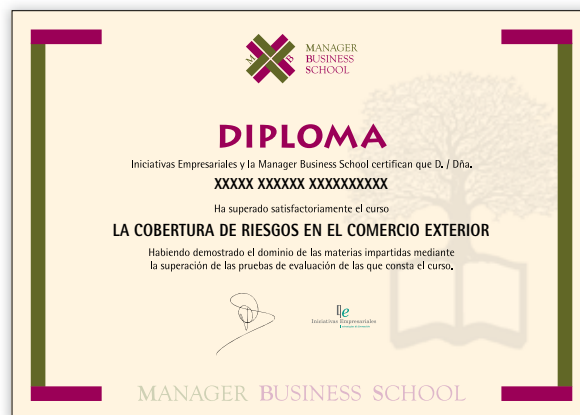 M B
MANAGER
BUSINESS
SCHOOL
DIPLOMA
Iniciativas Empresariales y la Manager Business School certifican que D. / Dña.
XXXXX XXXXXX XXXXXXXXXX
Ha superado satisfactoriamente el curso
LA COBERTURA DE RIESGOS EN EL COMERCIO EXTERIOR
Habiendo demostrado el dominio de las materias impartidas mediante
la superación de las pruebas de evaluación de las que consta el curso.
Iniciativas Empresariales
MANAGER BUSINESS SCHOOL